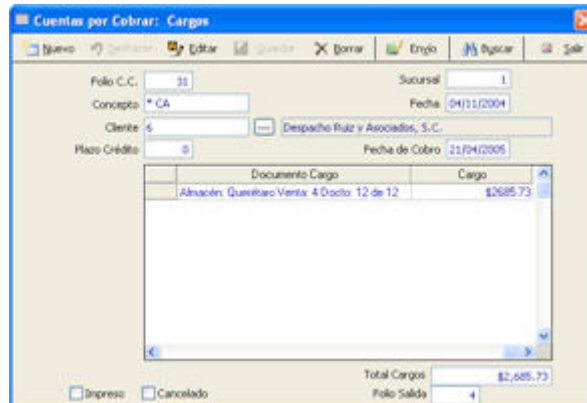 Cuentas por Cobrar: Cargos
Nuevo Deshacer Editar Guardar Borrar Envío Buscar Salir
Folio C.C. 31 Sucursal 1
Concepto * CA Fecha 04/11/2004
Cliente 6 Despacho Ruiz y Asociados, S.C.
Plazo Crédito 0 Fecha de Cobro 21/04/2005
Documento Cargo Cargo
Almacén: Querétaro Venta: 4 Docto: 12 de 12 $2685.73
Total Cargos $2,685.73
Impreso Cancelado Folio Salida 4